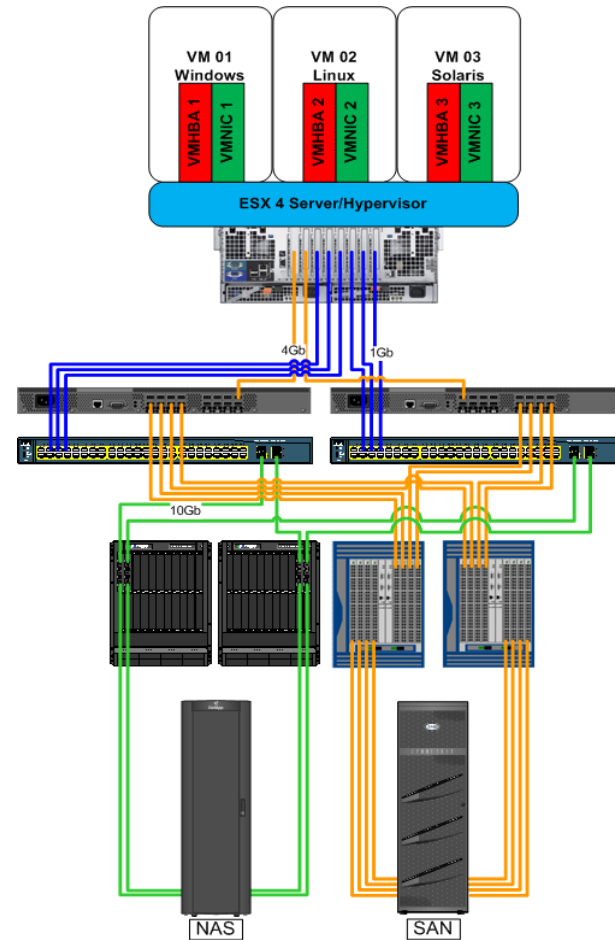 VM 01
Windows
VM 02
Linux
VM 03
Solaris
VMHBA 1
VMNIC 1
VMHBA 2
VMNIC 2
VMHBA 3
VMNIC 3
ESX 4 Server/Hypervisor
4Gb
1Gb
10Gb
NAS
SAN